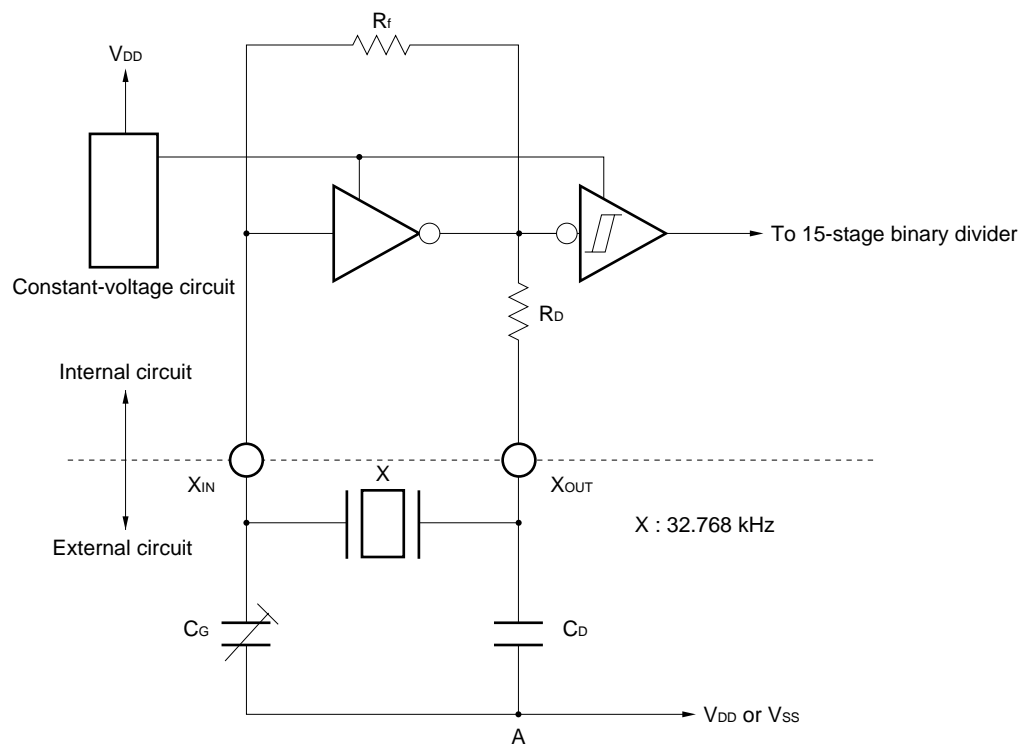 Rf
VDD
To 15-stage binary divider
Constant-voltage circuit
RD
Internal circuit
X
XIN
XOUT
X : 32.768 kHz
External circuit
CG
CD
VDD or VSS
A